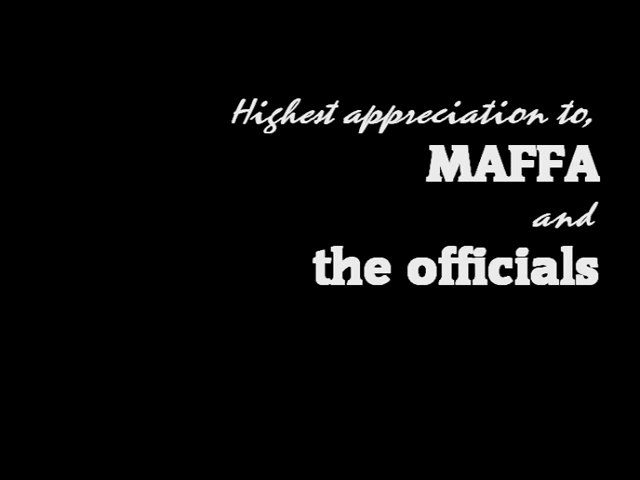 Highest appreciation to,
MAFFA
and
the officials